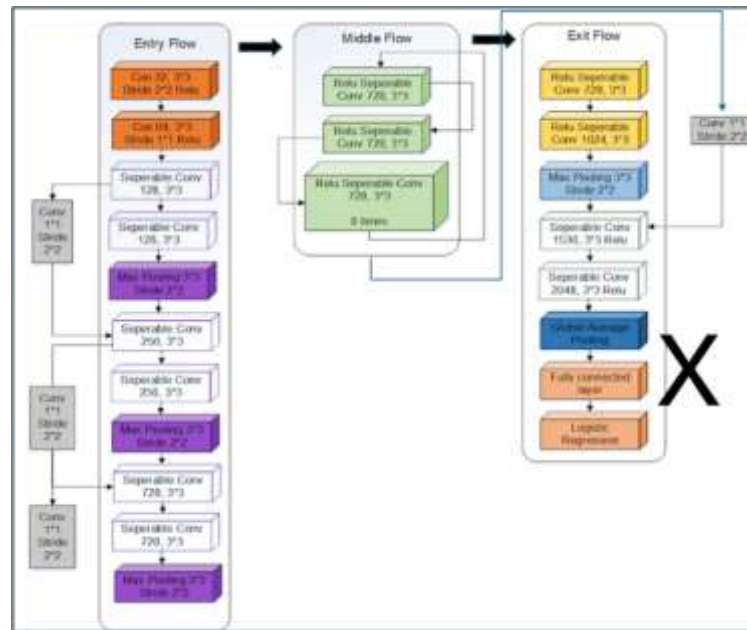 Entry Flow
Con 32, 3*3
Stride 2*2 Relu
Con 64, 3*3
Stride 1*1 Relu
Seperable Conv
128, 3*3
Seperable Conv
128, 3*3
Max Pooling 3*3
Stride 2*2
Seperable Conv
256, 3*3
Seperable Conv
256, 3*3
Max Pooling 3*3
Stride 2*2
Seperable Conv
728, 3*3
Seperable Conv
728, 3*3
Max Pooling 3*3
Stride 2*2
Conv
1*1
Stride
2*2
Conv
1*1
Stride
2*2
Conv
1*1
Stride
2*2
Middle Flow
Relu Seperable
Conv 728, 3*3
Relu Seperable
Conv 728, 3*3
Relu Seperable Conv
728, 3*3
8 times
Exit Flow
Relu Seperable
Conv 728, 3*3
Relu Seperable
Conv 1024, 3*3
Max Pooling 3*3
Stride 2*2
Seperable Conv
1536, 3*3 Relu
Seperable Conv
2048, 3*3 Relu
Global Average
Pooling
Fully connected
layer
Logistic
Regression
Conv 1*1
Stride 2*2
X